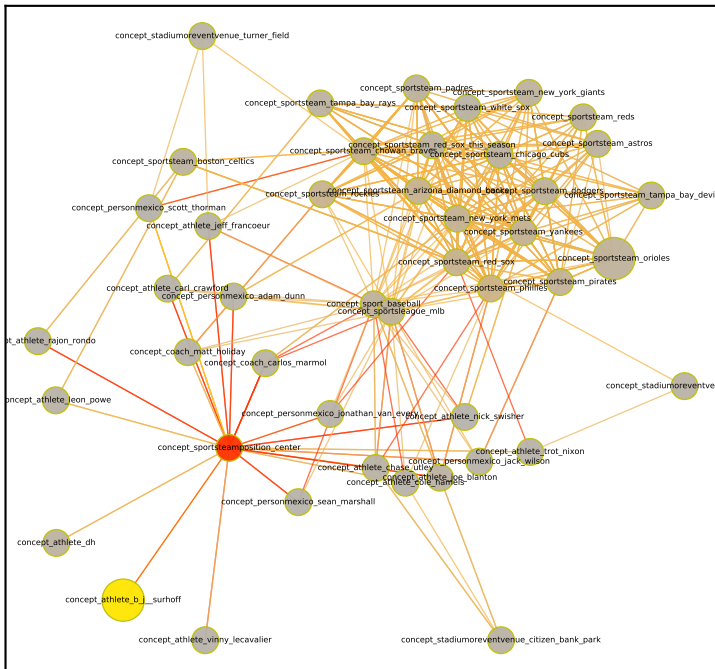 concept_stadiumoreventvenue_turner_field
concept_sportsteam_padres
concept_sportsteam_new_york_giants
concept_sportsteam_tampa_bay_rays
concept_sportsteam_white_sox
concept_sportsteam_reds
concept_sportsteam_red_sox_this_season
concept_sportsteam_astros
concept_sportsteam_chowan_braves
concept_sportsteam_chicago_cubs
concept_sportsteam_boston_celtics
concept_sportsteam_arizona_diamond_backs
concept_sportsteam_dodgers
concept_sportsteam_rockies
concept_sportsteam_tampa_bay_devi
concept_personmexico_scott_thorman
concept_sportsteam_new_york_mets
concept_athlete_jeff_francoeur
concept_sportsteam_yankees
concept_sportsteam_orioles
concept_sportsteam_red_sox
concept_sportsteam_pirates
concept_athlete_carl_crawford
concept_sportsteam_phillies
concept_personmexico_adam_dunn
concept_sport_baseball
concept_sportsleague_mlb
pt_athlete_rajon_rondo
concept_coach_matt_holiday
concept_coach_carlos_marmol
concept_stadiumoreventve
concept_athlete_leon_powe
concept_personmexico_jonathan_van_every
concept_athlete_nick_swisher
concept_sportsteamposition_center
concept_athlete_trot_nixon
concept_personmexico_jack_wilson
concept_athlete_chase_utley
concept_athlete_joe_blanton
concept_athlete_cole_hamels
concept_personmexico_sean_marshall
concept_athlete_dh
concept_athlete_b_j__surhoff
concept_athlete_vinny_lecavalier
concept_stadiumoreventvenue_citizen_bank_park